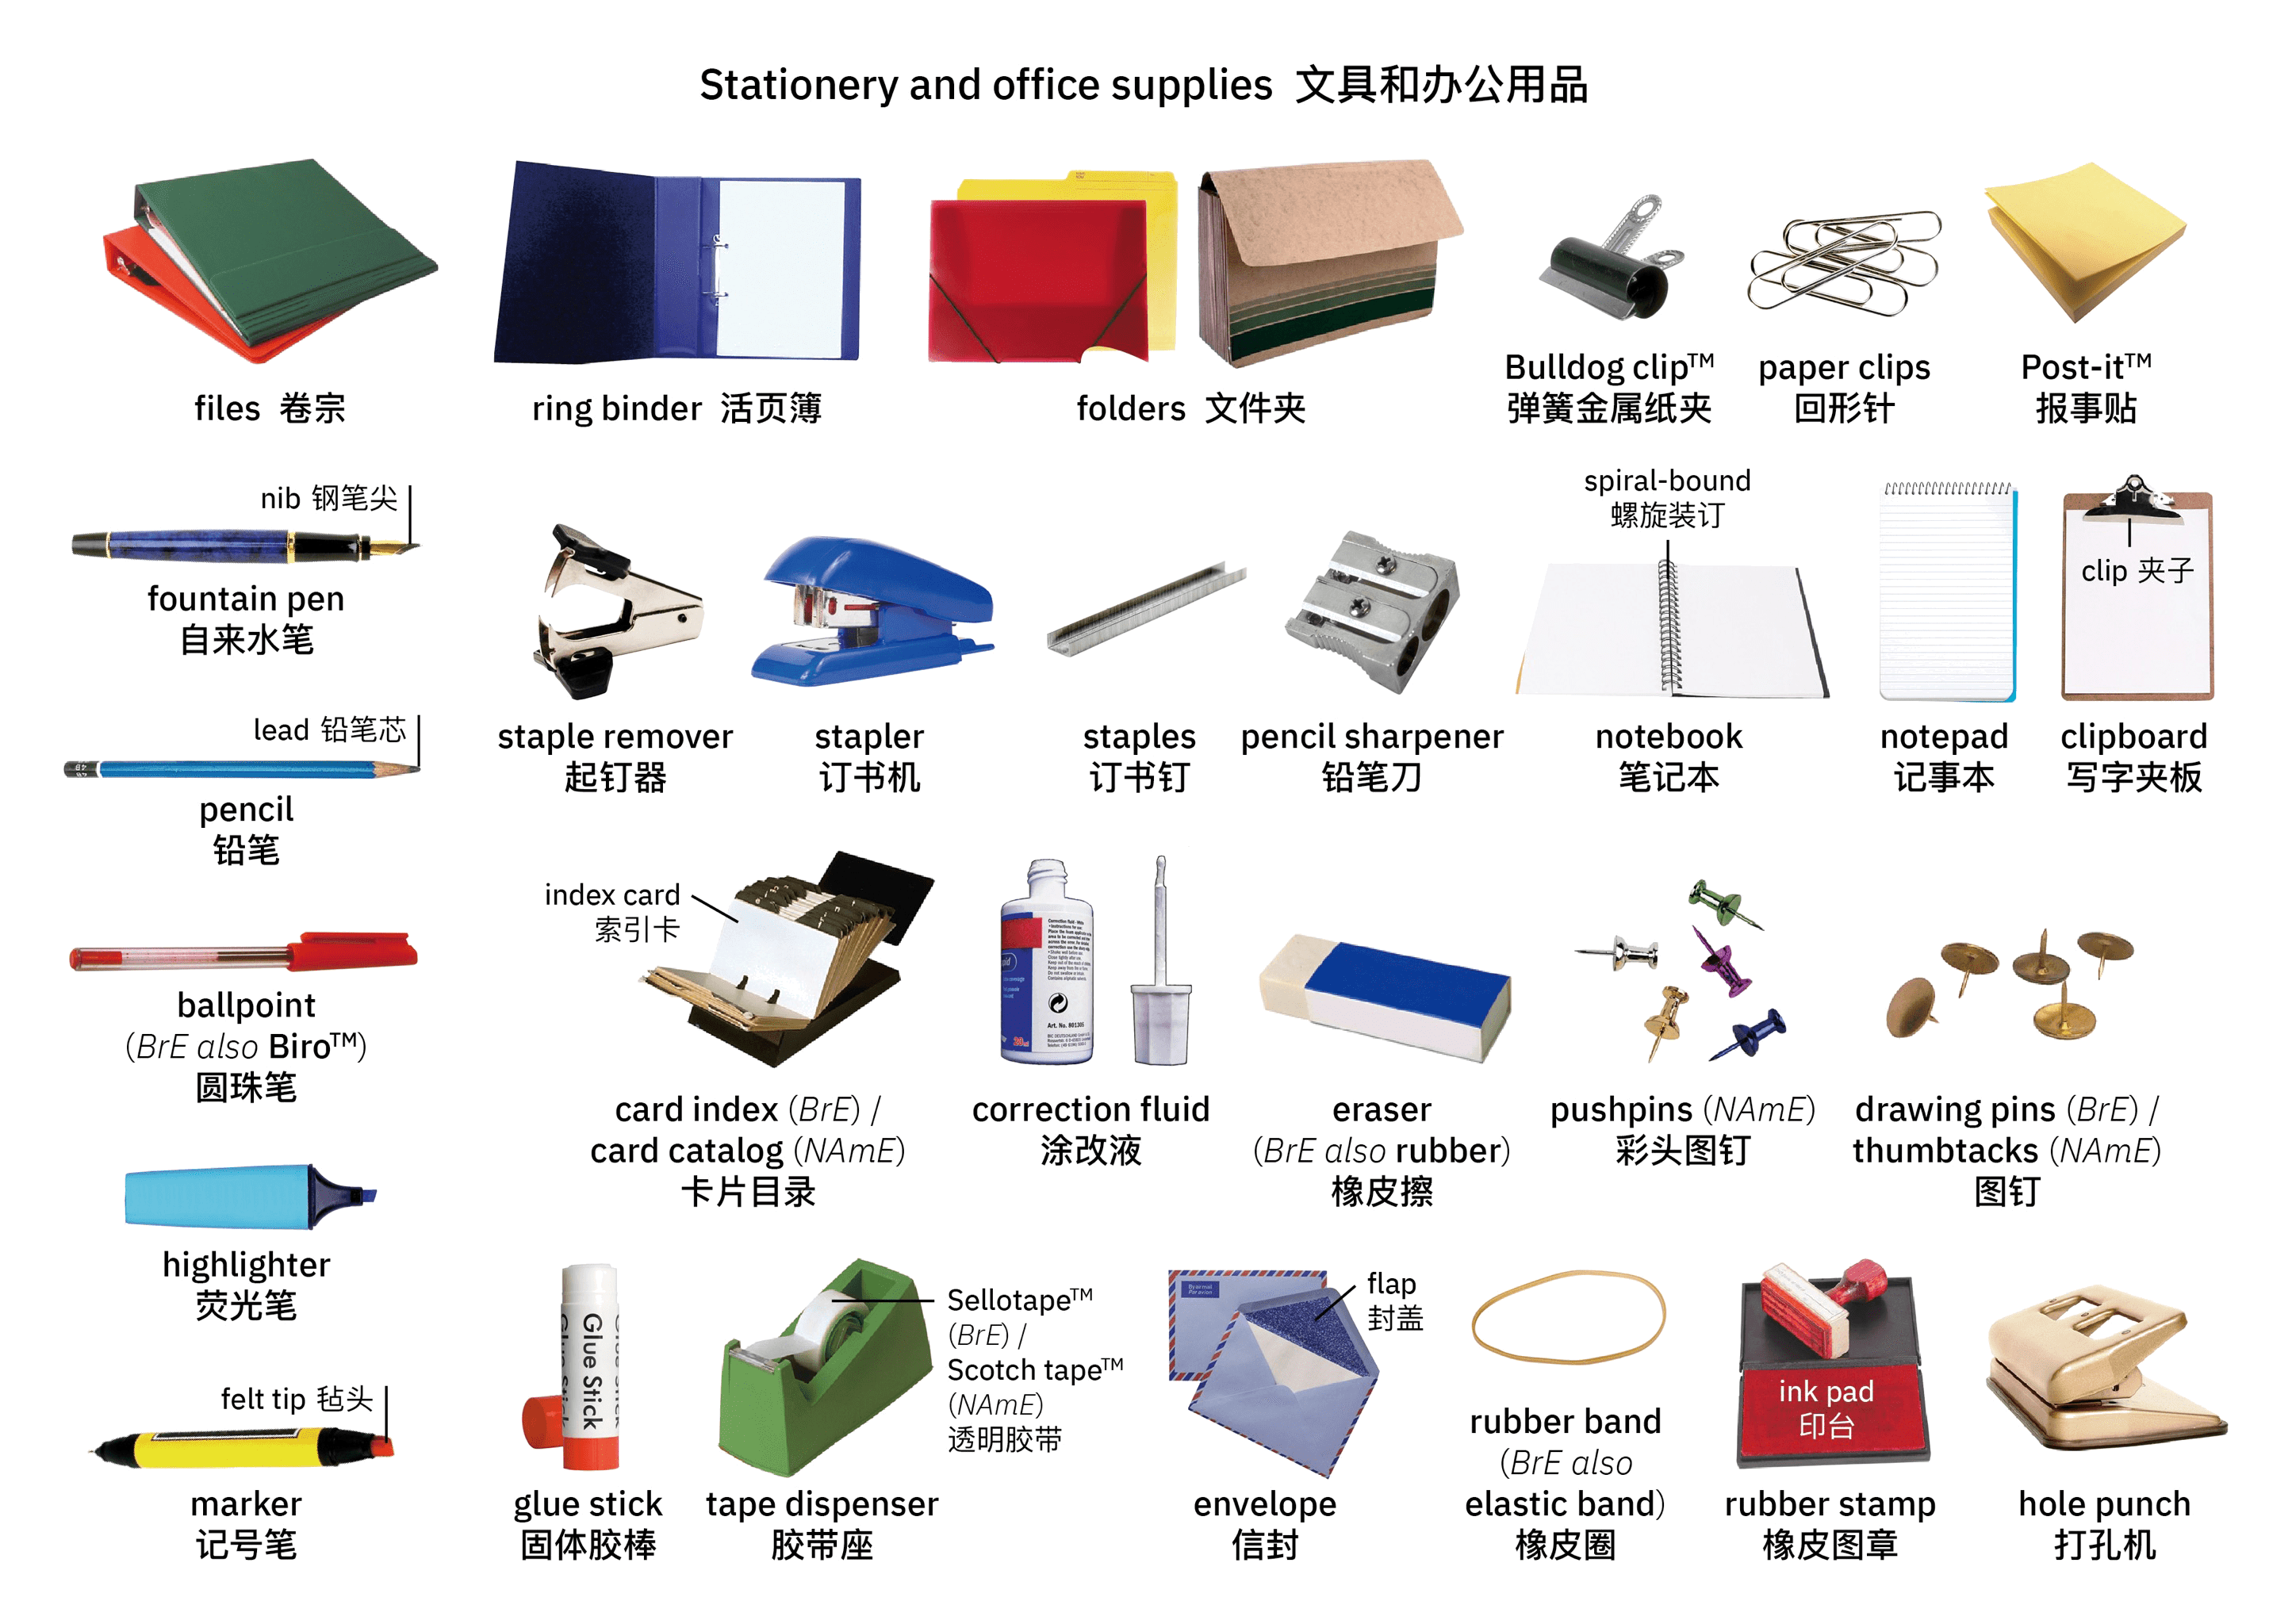 Stationery and office supplies 文具和办公用品
files 卷宗
ring binder 活页簿
folders 文件夹
Bulldog clip™
弹簧金属纸夹
paper clips
回形针
Post-it™
报事贴
nib 钢笔尖
fountain pen
自来水笔
lead 铅笔芯
pencil
铅笔
ballpoint
(BrE also Biro™)
圆珠笔
highlighter
荧光笔
felt tip 毡头
marker
记号笔
staple remover
起钉器
stapler
订书机
staples
订书钉
pencil sharpener
铅笔刀
spiral-bound
螺旋装订
notebook
笔记本
notepad
记事本
clip 夹子
clipboard
写字夹板
index card
索引卡
card index (BrE) /
card catalog (NAmE)
卡片目录
correction fluid
涂改液
eraser
(BrE also rubber)
橡皮擦
pushpins (NAmE)
彩头图钉
drawing pins (BrE) /
thumbtacks (NAmE)
图钉
Glue Stick
glue stick
固体胶棒
Sellotape™
(BrE) /
Scotch tape™
(NAmE)
透明胶带
tape dispenser
胶带座
By air mail
Par avion
flap
封盖
envelope
信封
rubber band
(BrE also
elastic band)
橡皮圈
ink pad
印台
rubber stamp
橡皮图章
hole punch
打孔机